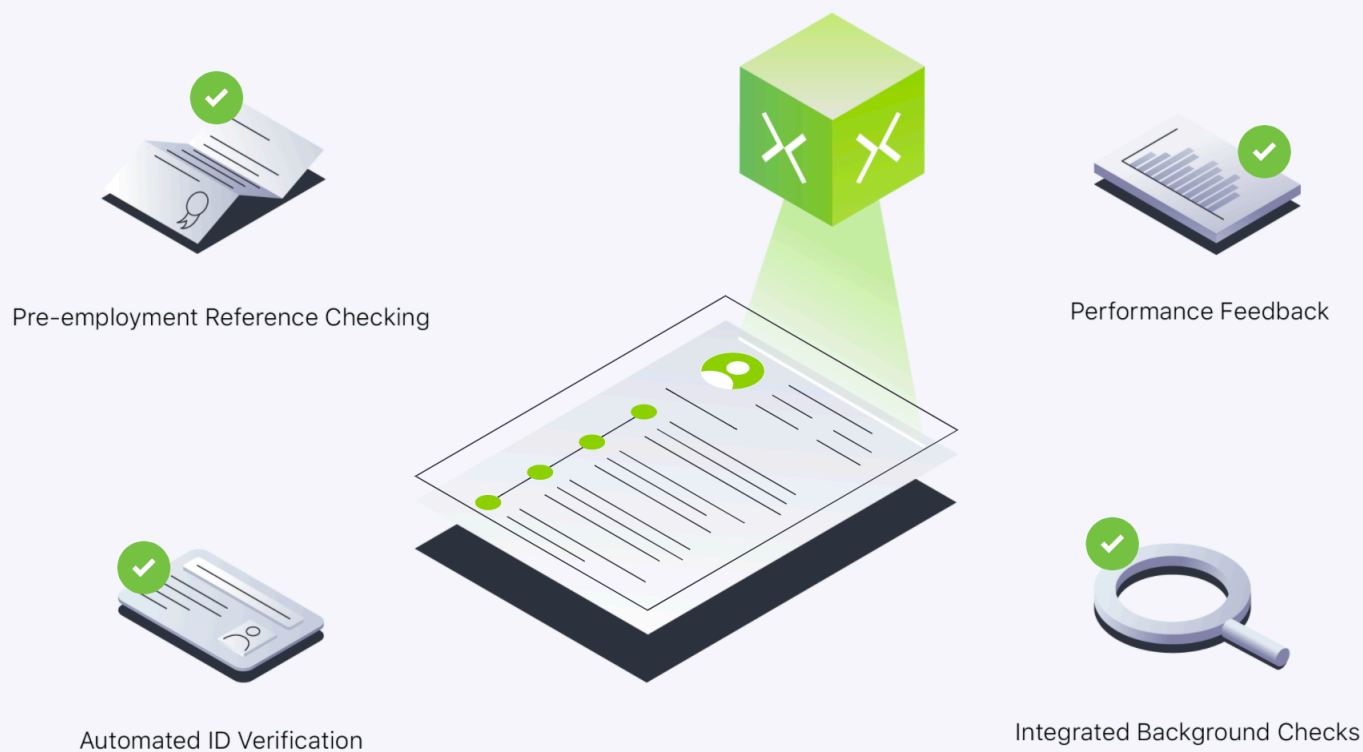 Pre-employment Reference Checking
Performance Feedback
Automated ID Verification
Integrated Background Checks